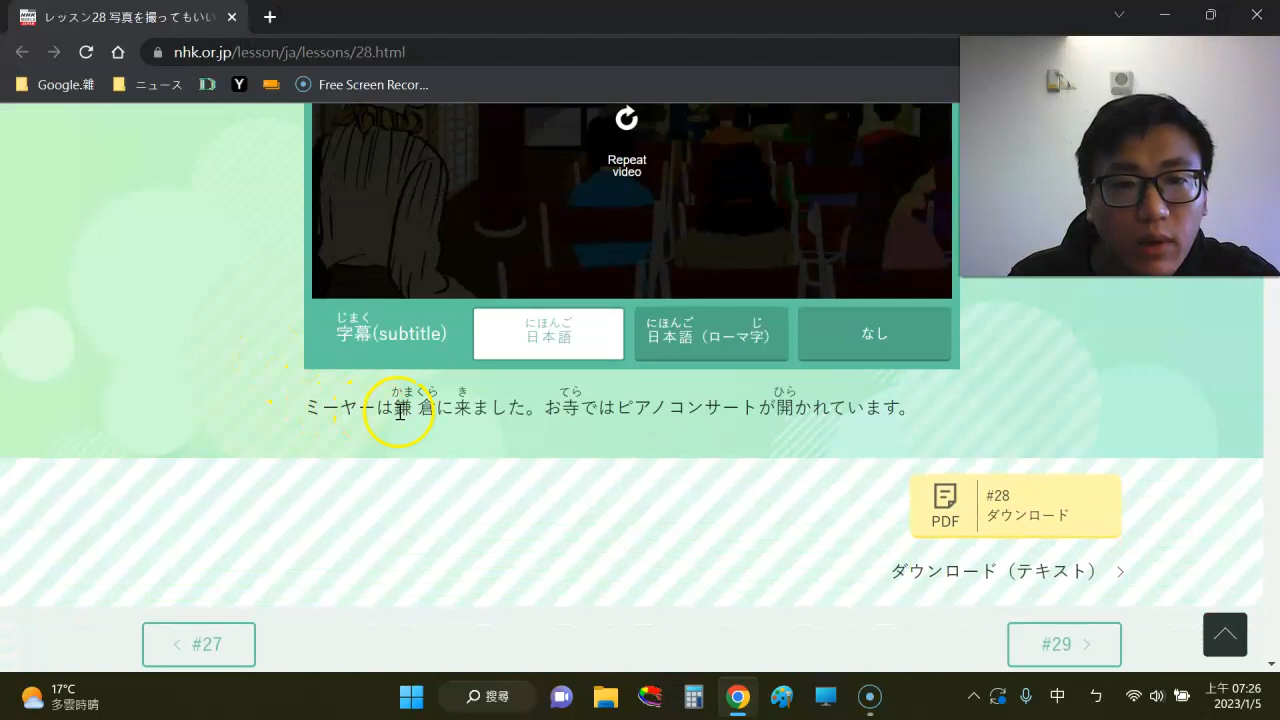 NHK WORLD JAPAN
レッスン28 写真を撮ってもいい
nhk.or.jp/lesson/ja/lessons/28.html
Google.雜
ニュース
Y
Free Screen Recor...
Repeat
video
じまく
字幕(subtitle)
にほんご
日本語
にほんご じ
日本語（ローマ字）
なし
かまくら き てら ひら
ミーヤーは鎌倉に来ました。お寺ではピアノコンサートが開かれています。
PDF
#28
ダウンロード
ダウンロード（テキスト）
#27
#29
17°C
多雲時晴
搜尋
中
上午 07:26
2023/1/5